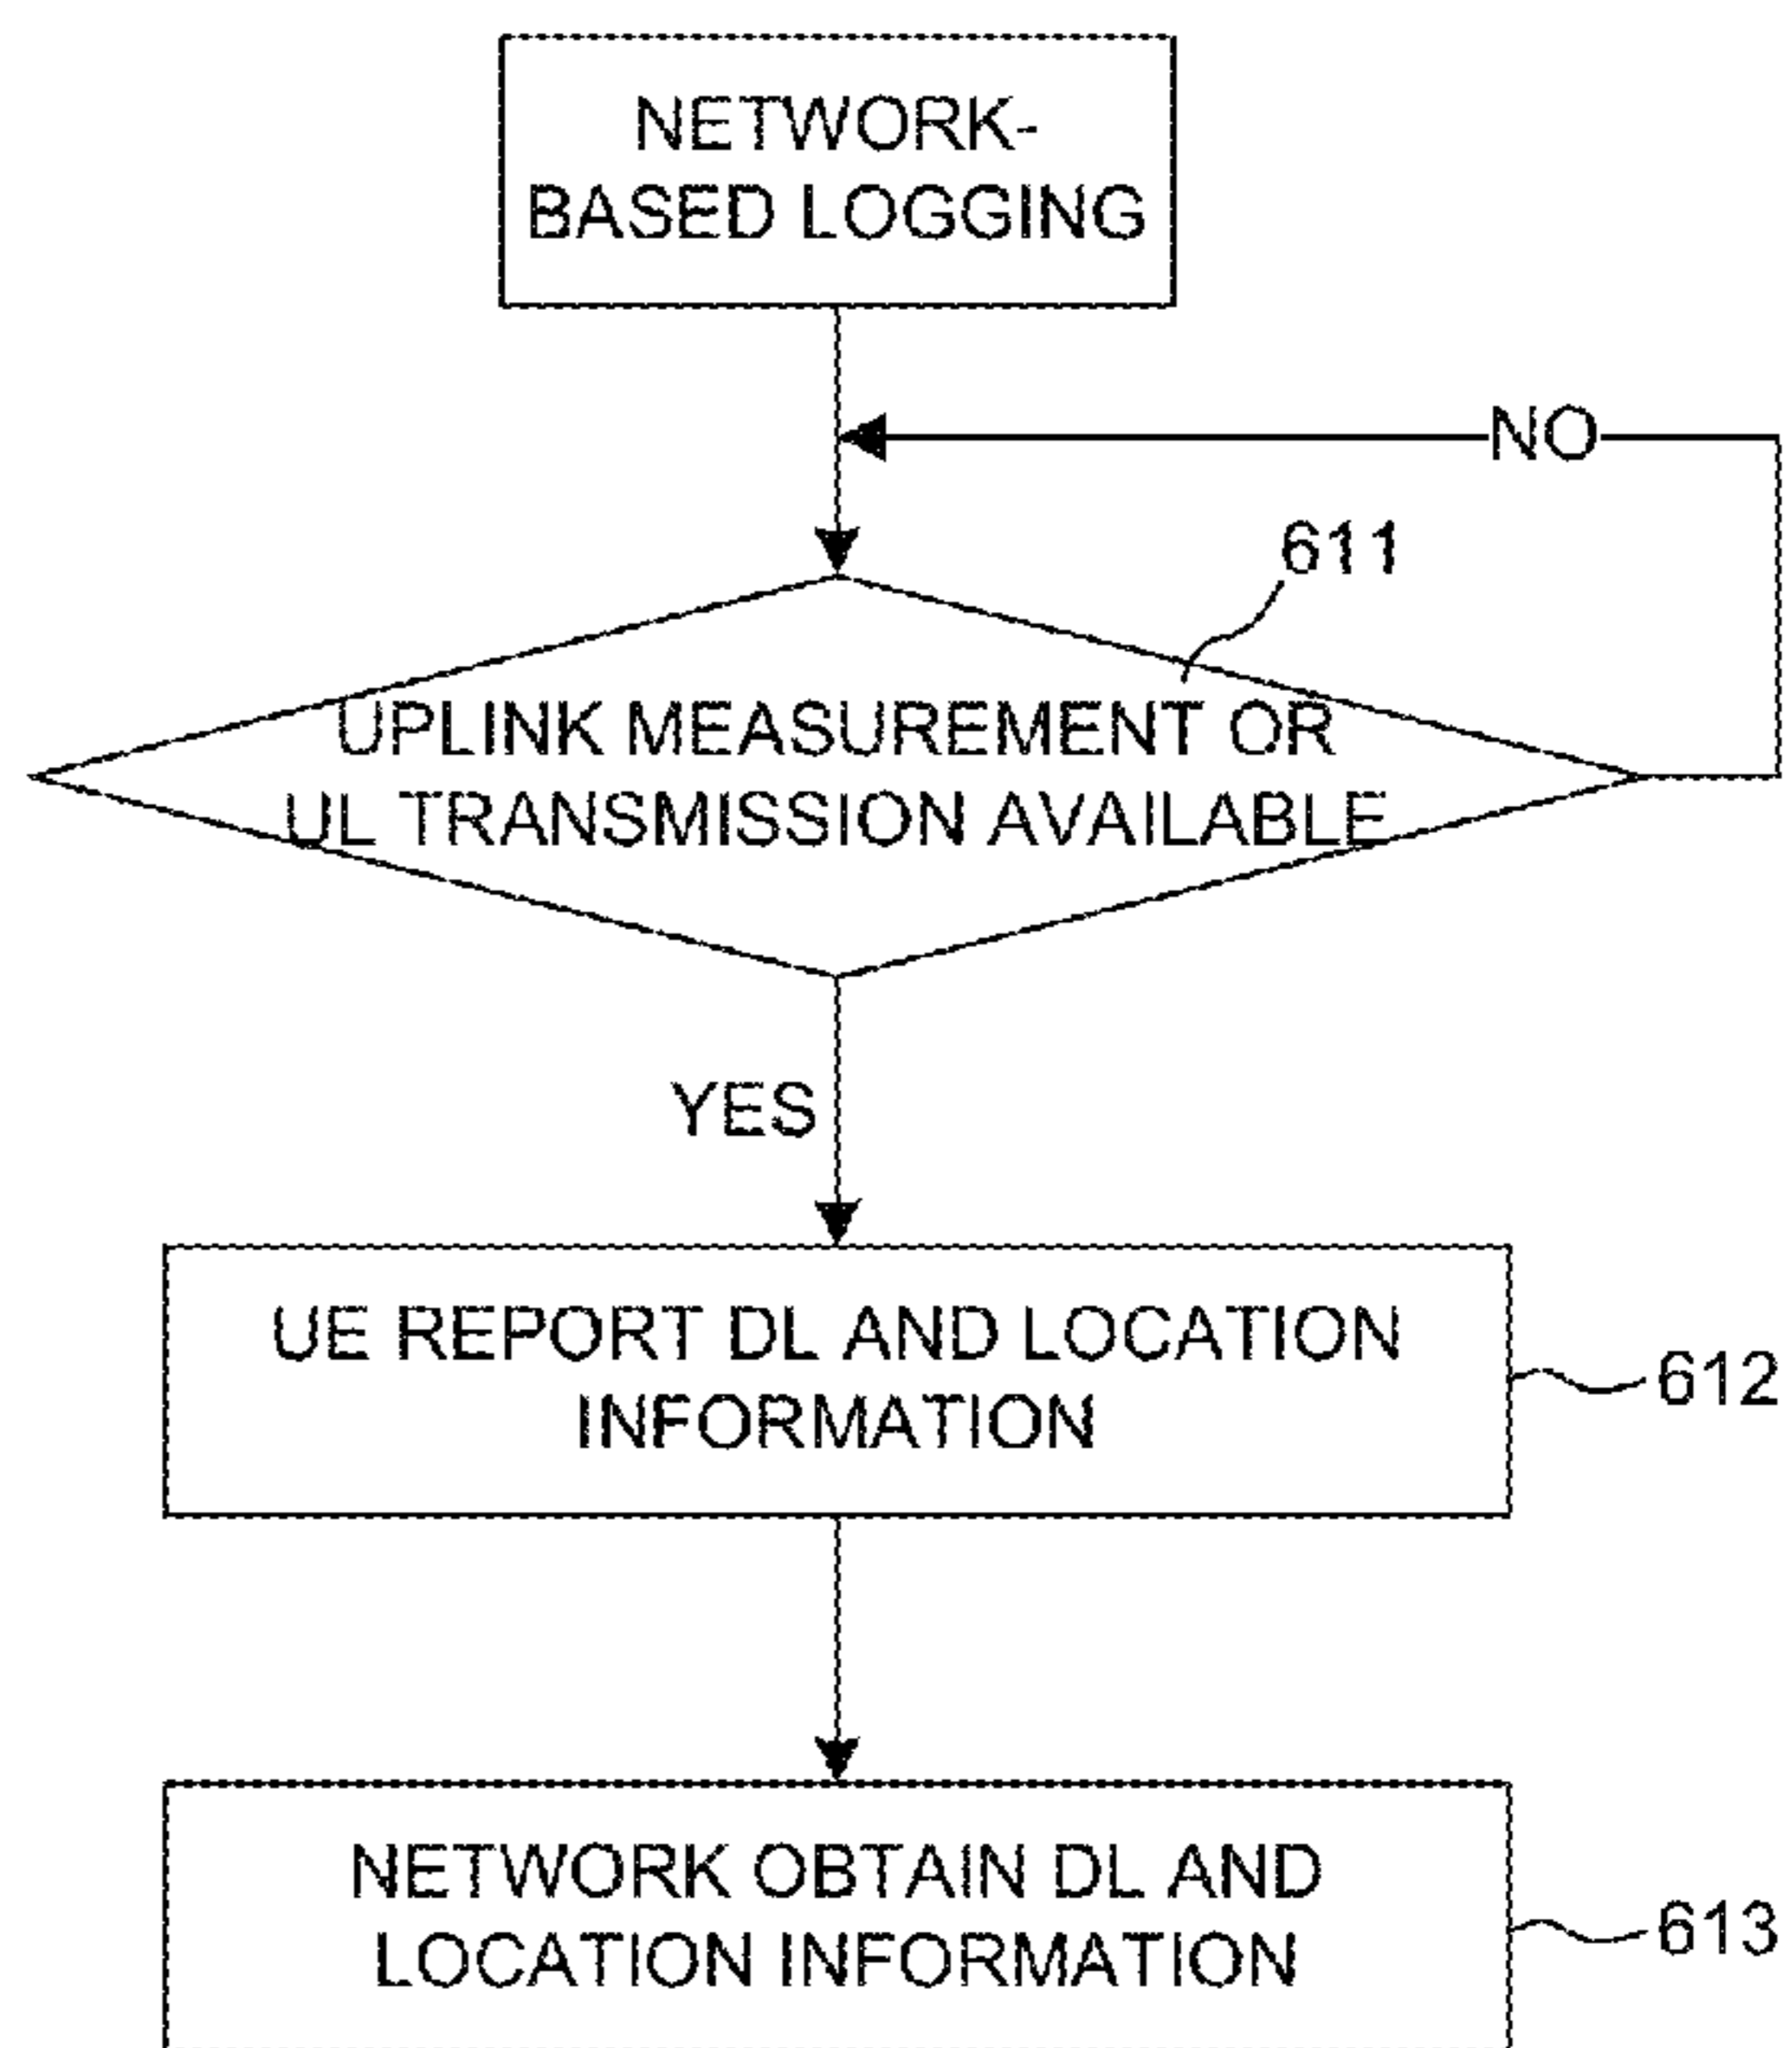 NETWORK-
BASED LOGGING
NO
611
UPLINK MEASUREMENT OR
UL TRANSMISSION AVAILABLE
YES
UE REPORT DL AND LOCATION
INFORMATION
612
NETWORK OBTAIN DL AND
LOCATION INFORMATION
613